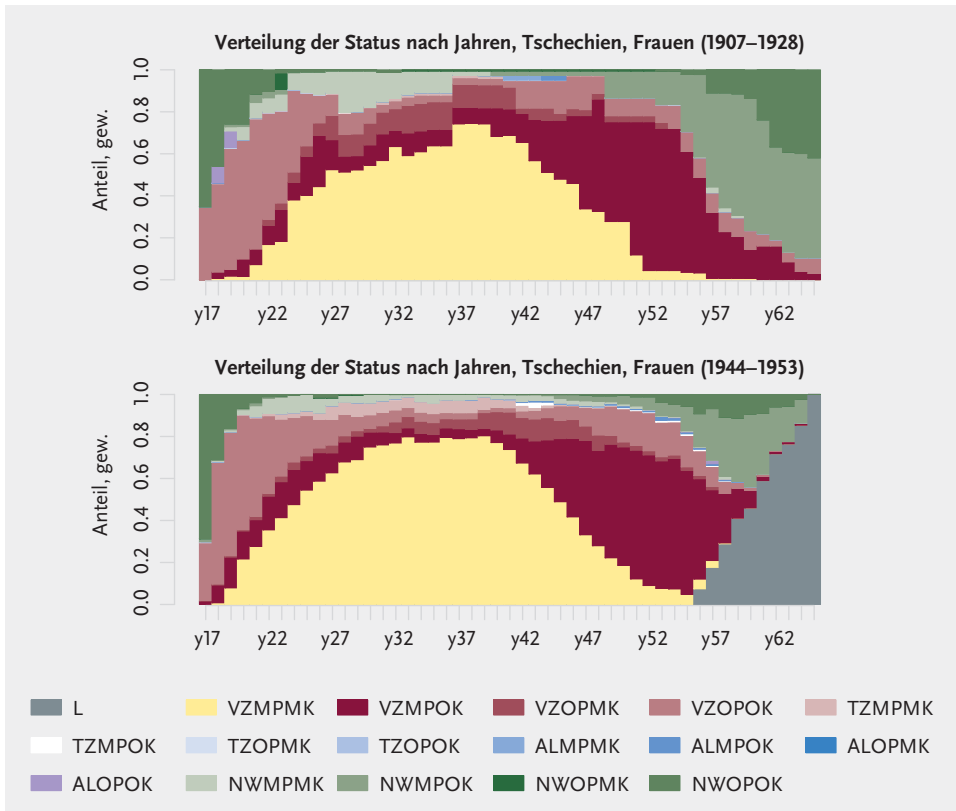 Verteilung der Status nach Jahren, Tschechien, Frauen (1907–1928)
Anteil, gew.
1.0
0.8
0.6
0.4
0.2
0.0
y17 y22 y27 y32 y37 y42 y47 y52 y57 y62
Verteilung der Status nach Jahren, Tschechien, Frauen (1944–1953)
Anteil, gew.
1.0
0.8
0.6
0.4
0.2
0.0
y17 y22 y27 y32 y37 y42 y47 y52 y57 y62
L VZMPMK VZMPOK VZOPMK VZOPOK TZMPMK
TZMPOK TZOPMK TZOPOK ALMPMK ALMPOK ALOPMK
ALOPOK NWMPMK NWMPOK NWOPMK NWOPOK